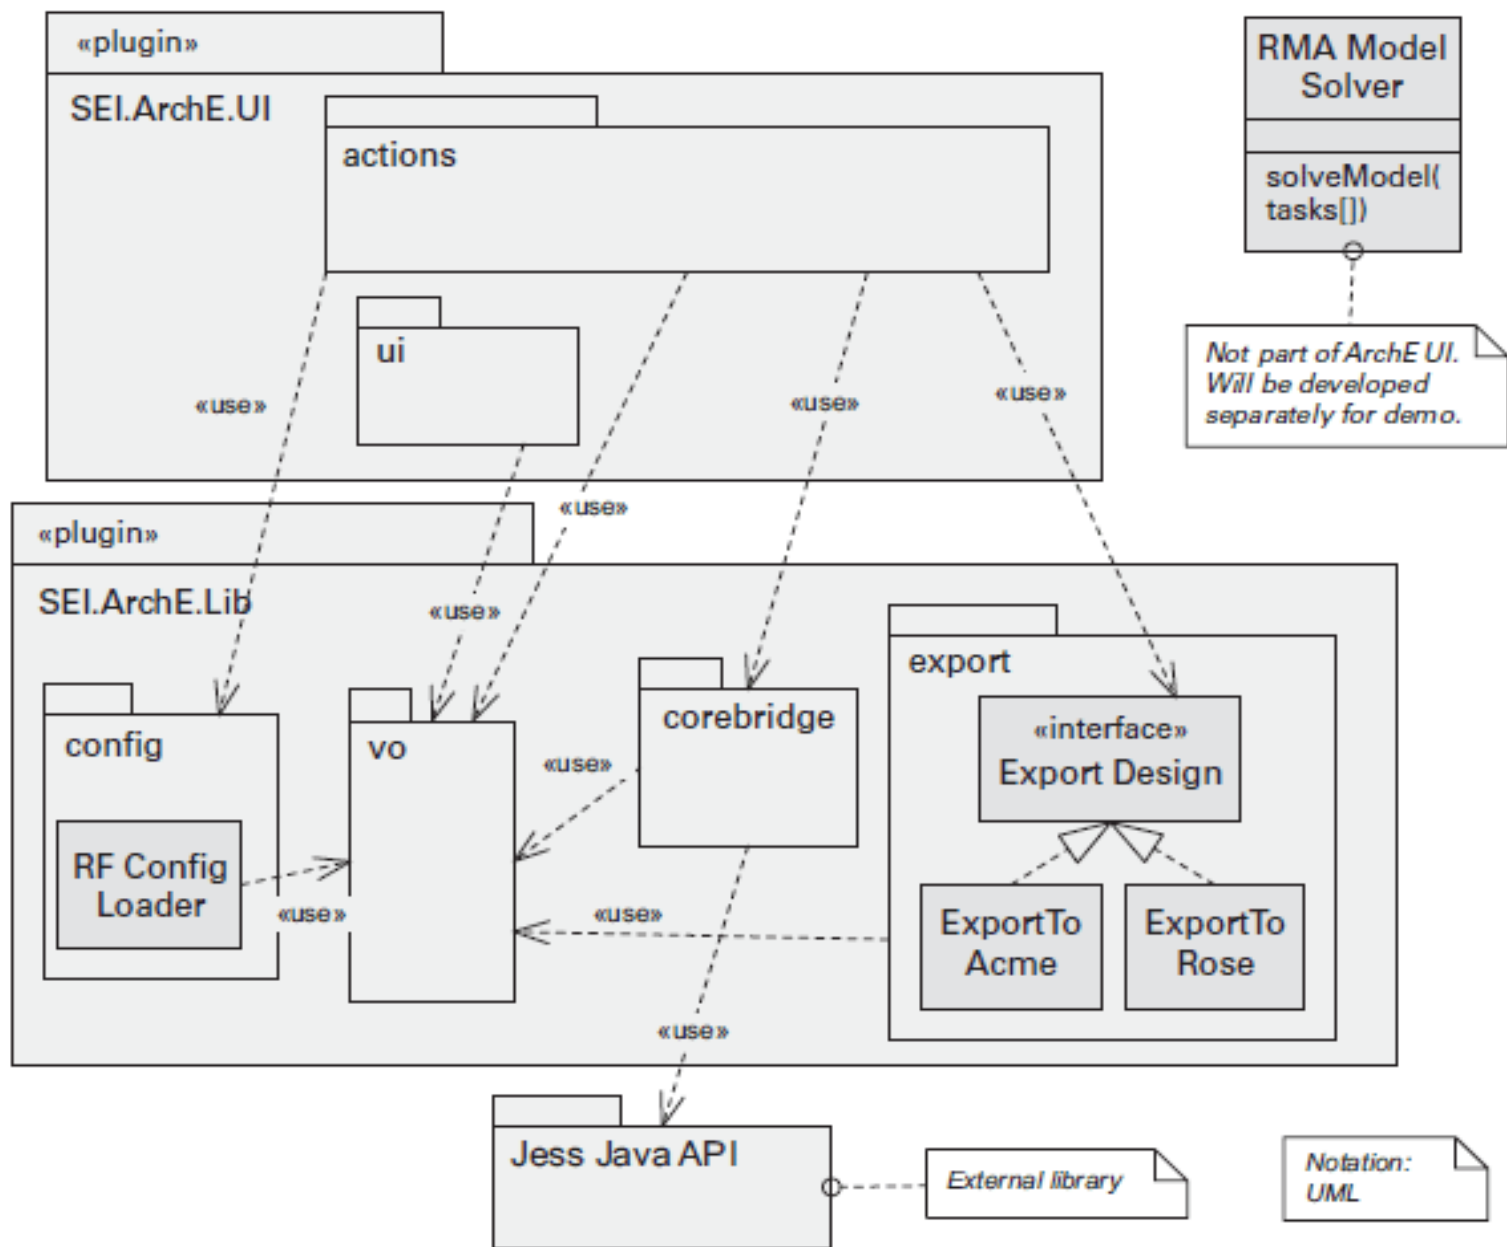 «plugin»
SEI.ArchE.UI
actions
ui
«use»
«use»
«use»
«use»
«use»
RMA Model
Solver
solveModel(
tasks[])
Not part of ArchE UI.
Will be developed
separately for demo.
«plugin»
SEI.ArchE.Lib
config
RF Config
Loader
«use»
vo
«use»
corebridge
«use»
«use»
export
«interface»
Export Design
ExportTo
Acme
ExportTo
Rose
Jess Java API
External library
Notation:
UML